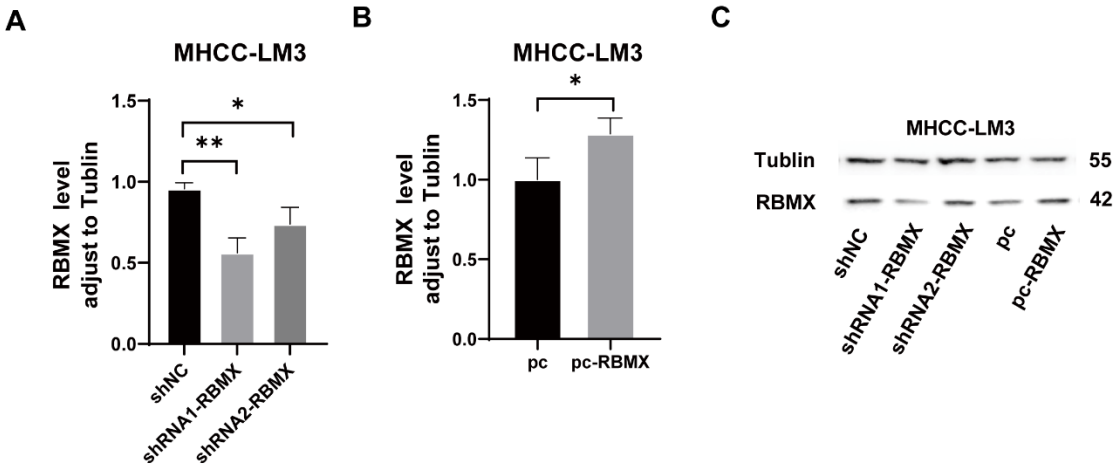 A
MHCC-LM3
RBMX level
adjust to Tublin
1.5
1.0
0.5
0.0
*
**
shNC
shRNA1-RBMX
shRNA2-RBMX
B
MHCC-LM3
RBMX level
adjust to Tublin
1.5
1.0
0.5
0.0
*
pc
pc-RBMX
C
MHCC-LM3
Tublin
55
RBMX
42
shNC
shRNA1-RBMX
shRNA2-RBMX
pc
pc-RBMX